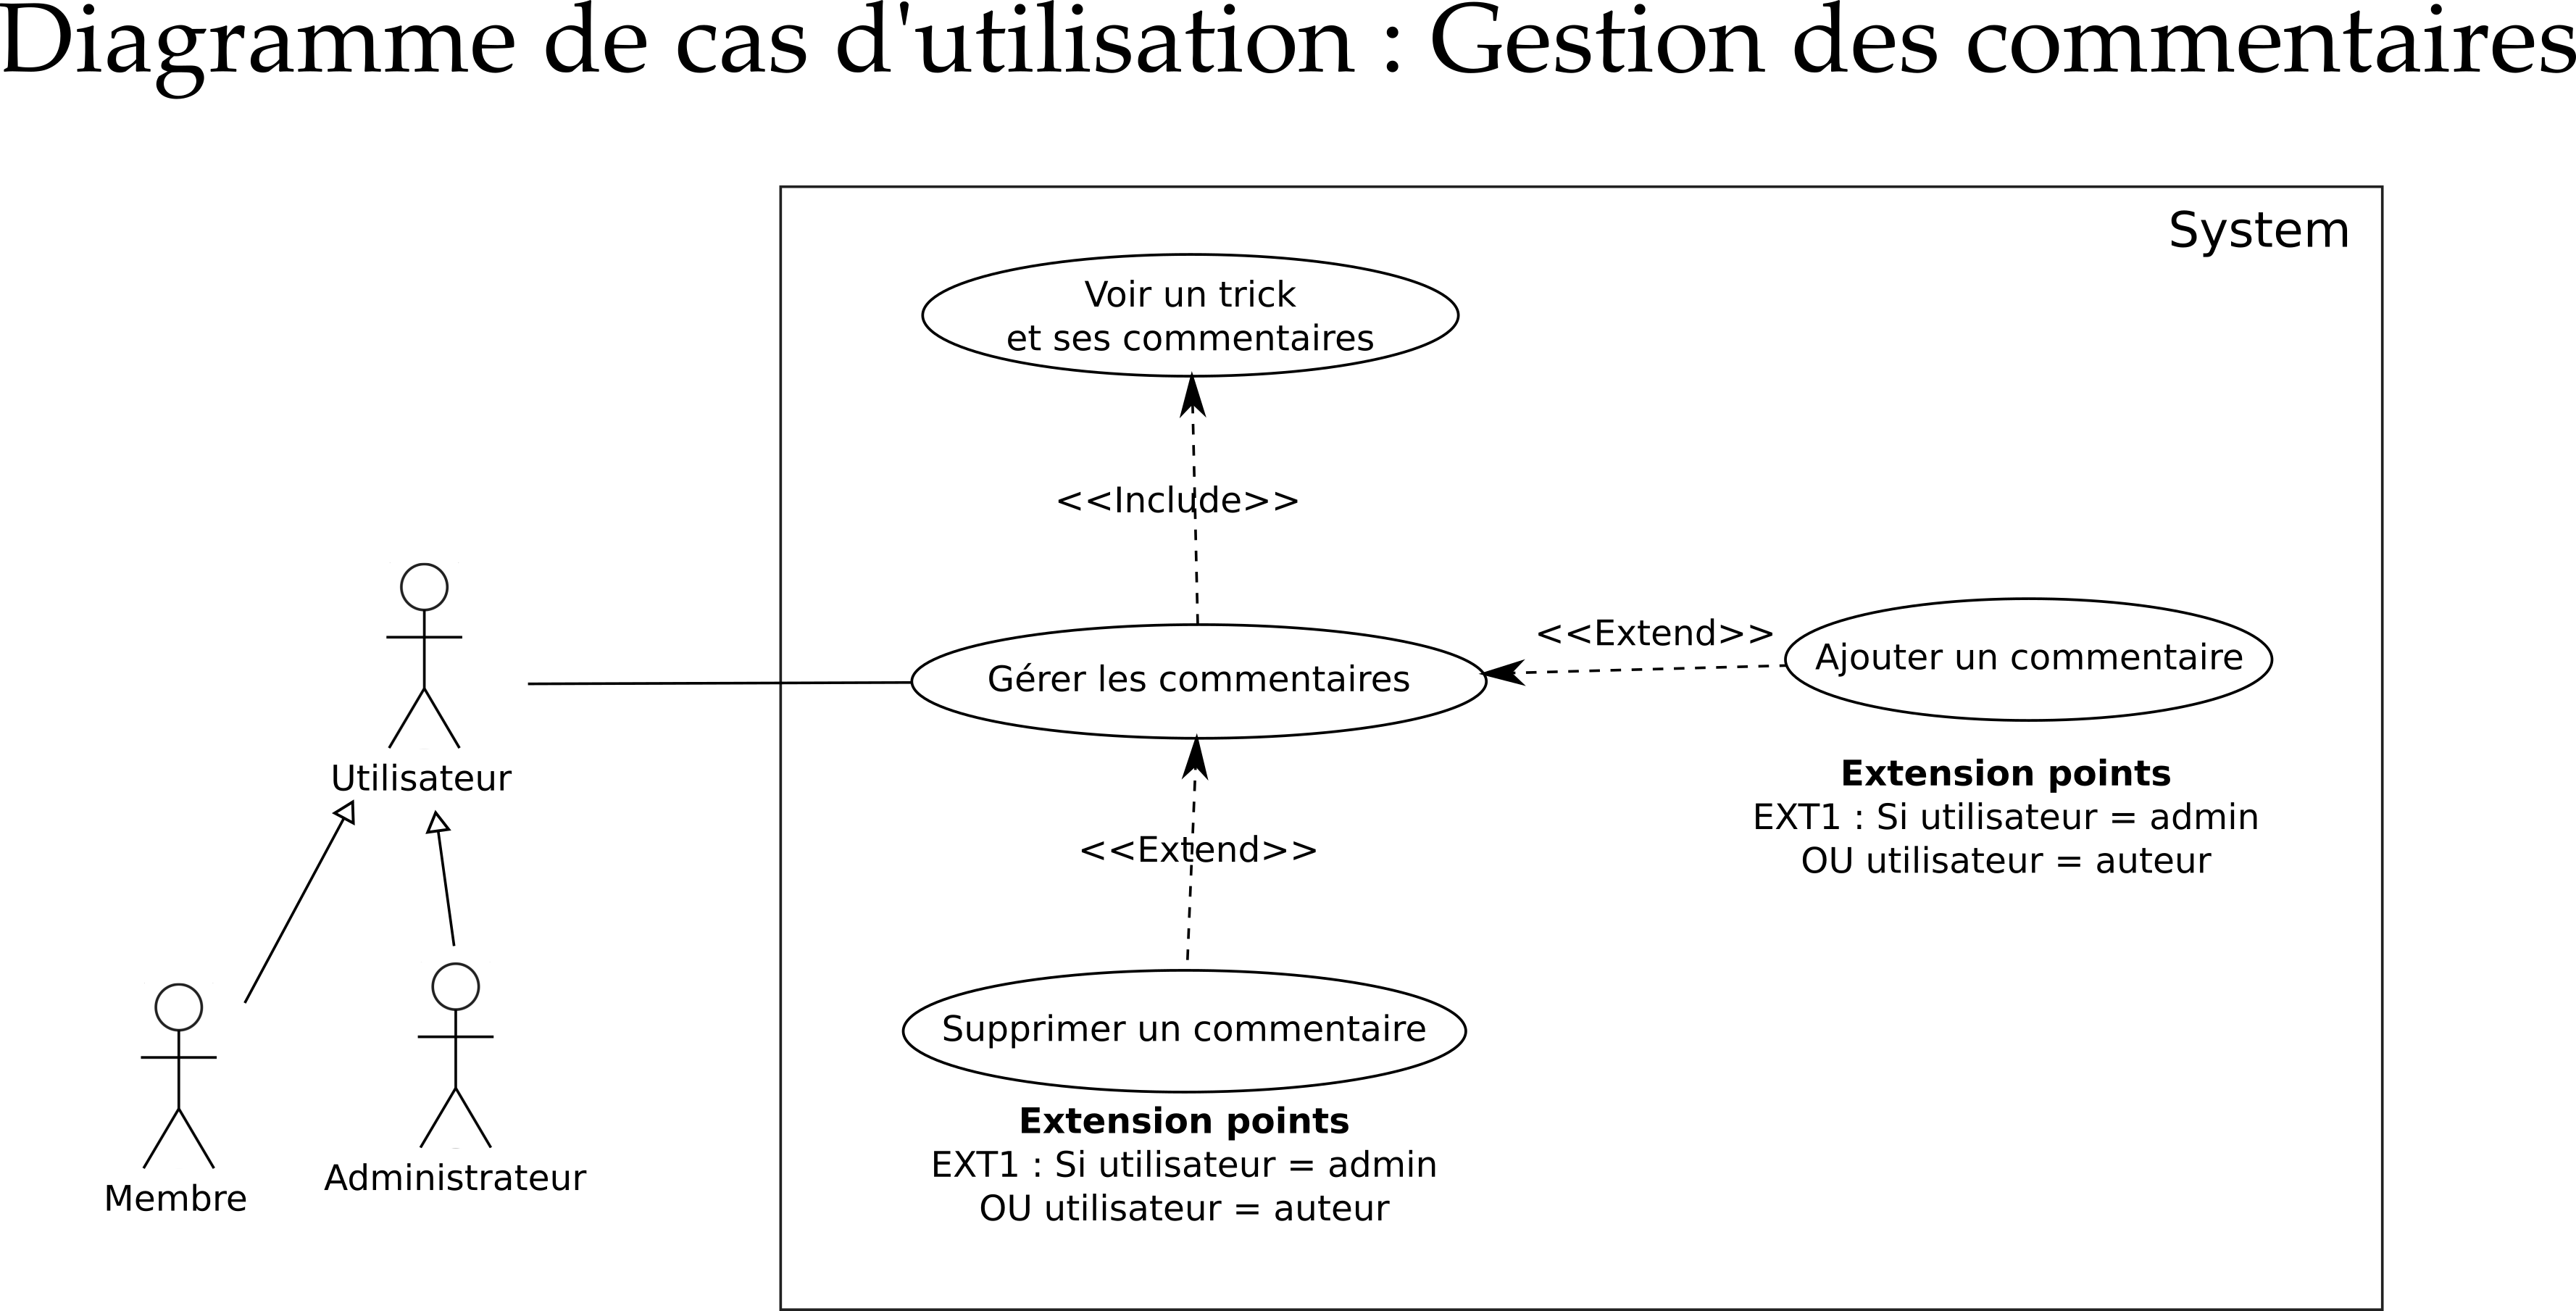 Diagramme de cas d'utilisation : Gestion des commentaires
System
Voir un trick
et ses commentaires
<<Include>>
Gérer les commentaires
<<Extend>>
Ajouter un commentaire
Extension points
EXT1 : Si utilisateur = admin
OU utilisateur = auteur
Utilisateur
<<Extend>>
Supprimer un commentaire
Extension points
EXT1 : Si utilisateur = admin
OU utilisateur = auteur
Membre
Administrateur